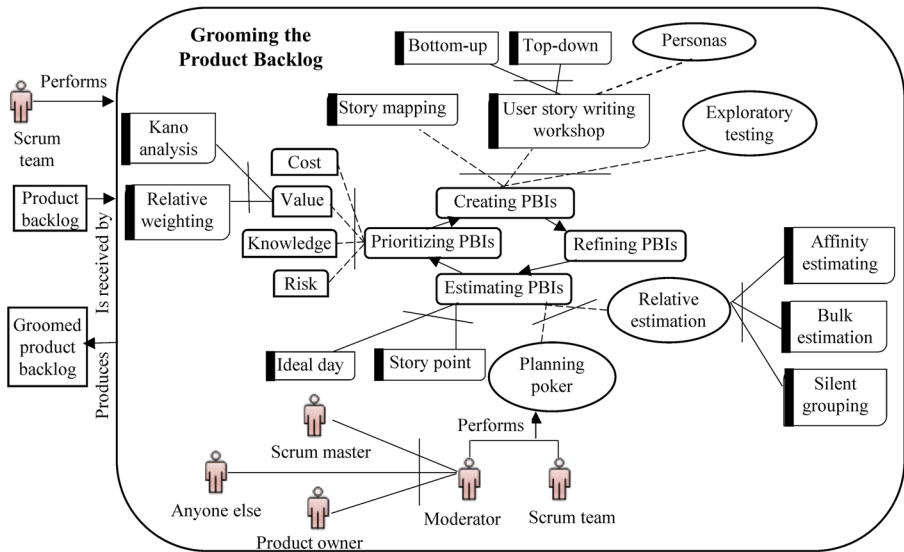 Grooming the
Product Backlog
Performs
Scrum
team
Product
backlog
Is received by
Groomed
product
backlog
Produces
Bottom-up
Top-down
Personas
Story mapping
User story writing
workshop
Exploratory
testing
Kano
analysis
Relative
weighting
Cost
Value
Knowledge
Risk
Creating PBIs
Prioritizing PBIs
Refining PBIs
Estimating PBIs
Affinity
estimating
Relative
estimation
Bulk
estimation
Silent
grouping
Ideal day
Story point
Planning
poker
Performs
Scrum master
Anyone else
Product owner
Moderator
Scrum team